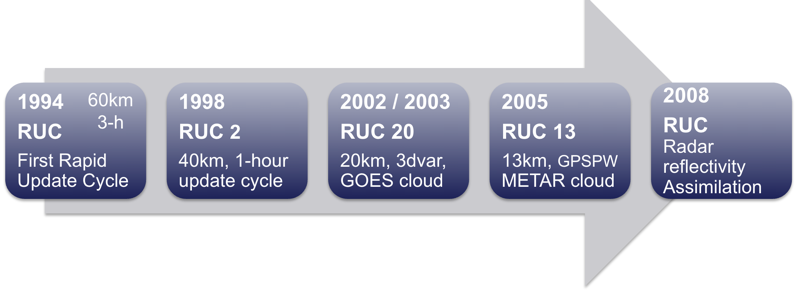 1994 60km
3-h
RUC
First Rapid
Update Cycle
1998
RUC 2
40km, 1-hour
update cycle
2002 / 2003
RUC 20
20km, 3dvar,
GOES cloud
2005
RUC 13
13km, GPSPW
METAR cloud
2008
RUC
Radar
reflectivity
Assimilation